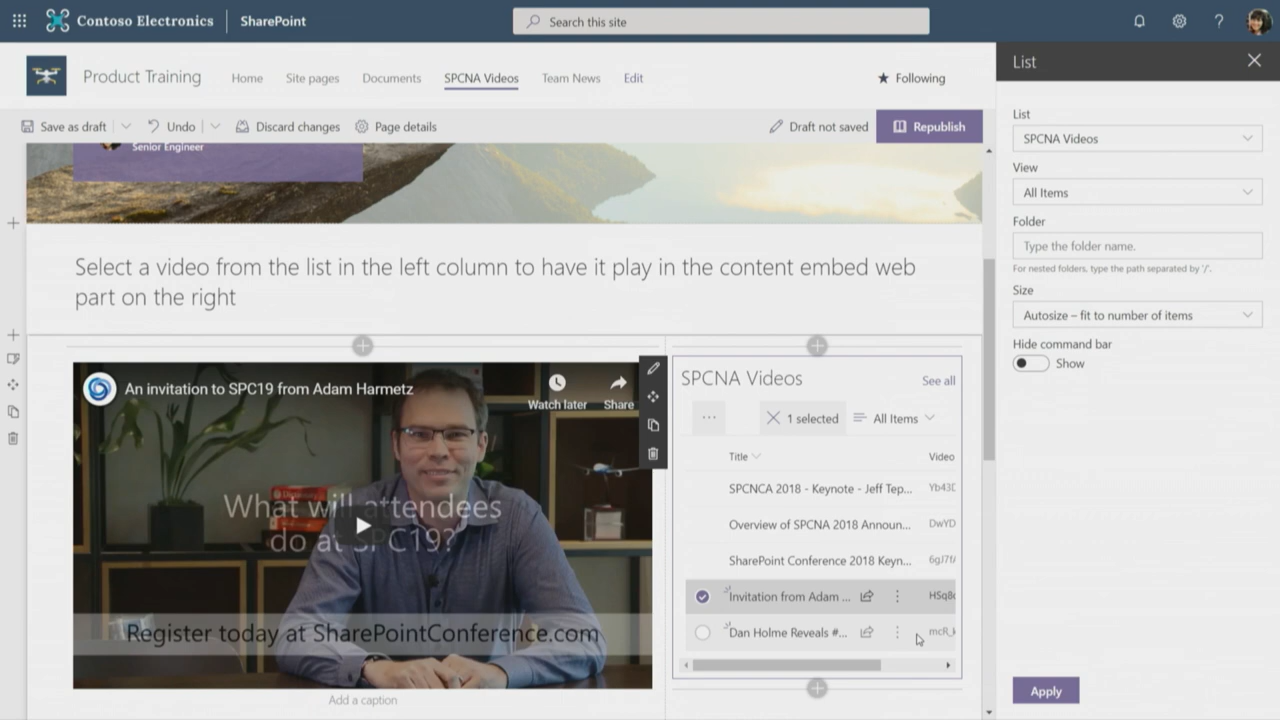 Contoso Electronics
SharePoint
Search this site
?
Product Training
Home
Site pages
Documents
SPCNA Videos
Team News
Edit
Following
Save as draft
Undo
Discard changes
Page details
Draft not saved
Republish
Senior Engineer
Select a video from the list in the left column to have it play in the content embed web
part on the right
An invitation to SPC19 from Adam Harmetz
Watch later
Share
What will attendees
do at SPC19?
Register today at SharePointConference.com
Add a caption
SPCNA Videos
See all
...
1 selected
All Items
Title
Video
SPCNCA 2018 - Keynote - Jeff Tep...
Overview of SPCNA 2018 Announ...
DwYD
SharePoint Conference 2018 Keyn...
Invitation from Adam ...
Dan Holme Reveals #...
List
List
SPCNA Videos
View
All Items
Folder
Type the folder name.
For nested folders, type the path separated by '/'.
Size
Autosize – fit to number of items
Hide command bar
Show
Apply